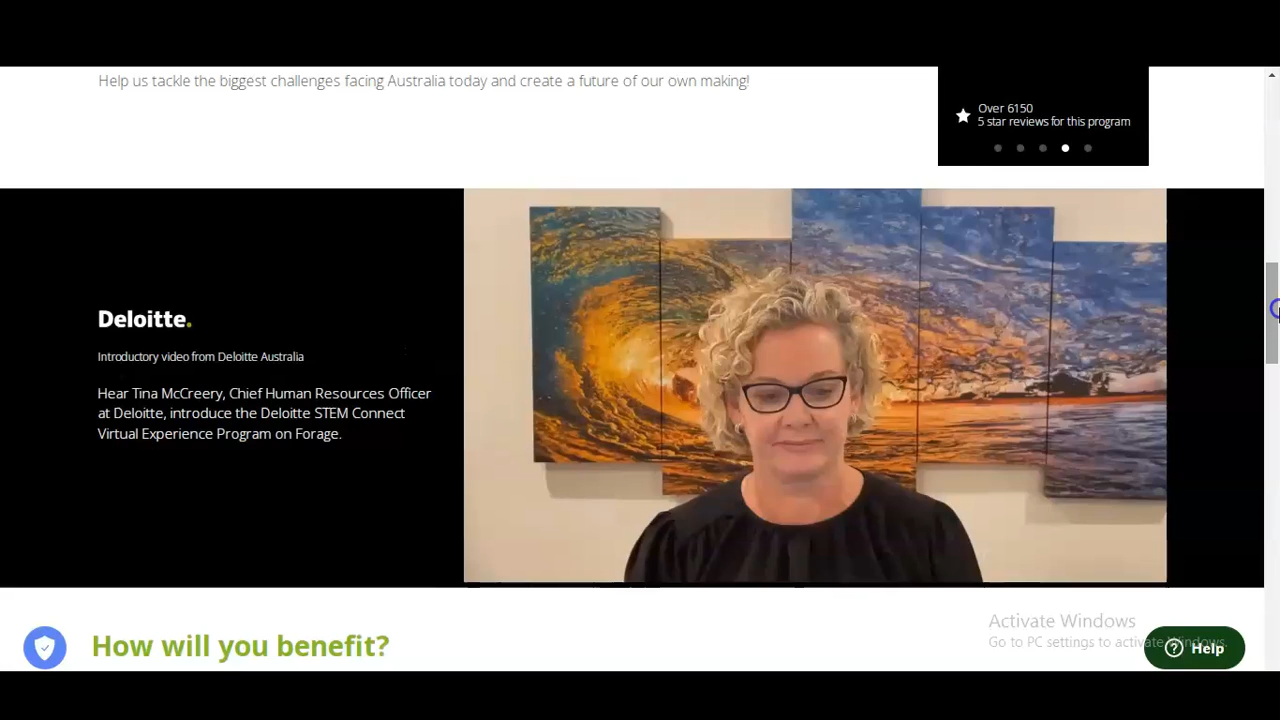 Help us tackle the biggest challenges facing Australia today and create a future of our own making!
Over 6150
5 star reviews for this program
Deloitte.
Introductory video from Deloitte Australia
Hear Tina McCreery, Chief Human Resources Officer
at Deloitte, introduce the Deloitte STEM Connect
Virtual Experience Program on Forage.
How will you benefit?
Activate Windows
Go to PC settings to activate Windows.
Help